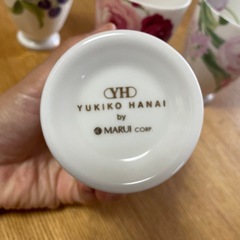 YH
YUKIKO HANAI
by
MARUI CORP.